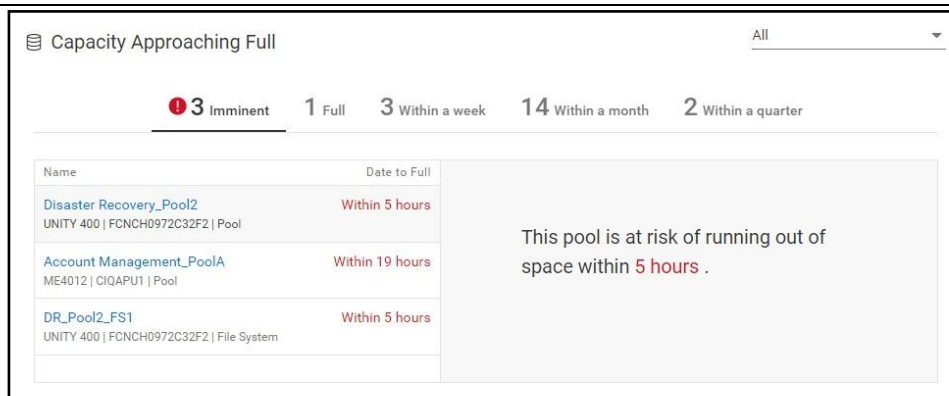 Capacity Approaching Full
All
3 Imminent
1 Full
3 Within a week
14 Within a month
2 Within a quarter
Name
Date to Full
Disaster Recovery_Pool2
Within 5 hours
UNITY 400 | FCNCH0972C32F2 | Pool
Account Management_PoolA
Within 19 hours
ME4012 | CIQAPU1 | Pool
DR_Pool2_FS1
Within 5 hours
UNITY 400 | FCNCH0972C32F2 | File System
This pool is at risk of running out of
space within 5 hours .